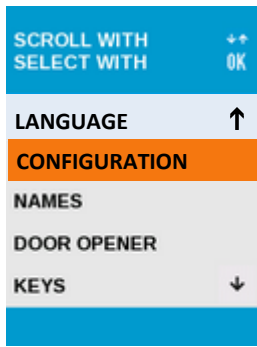 SCROLL WITH ↓↑
SELECT WITH OK
LANGUAGE ↑
CONFIGURATION
NAMES
DOOR OPENER
KEYS ↓